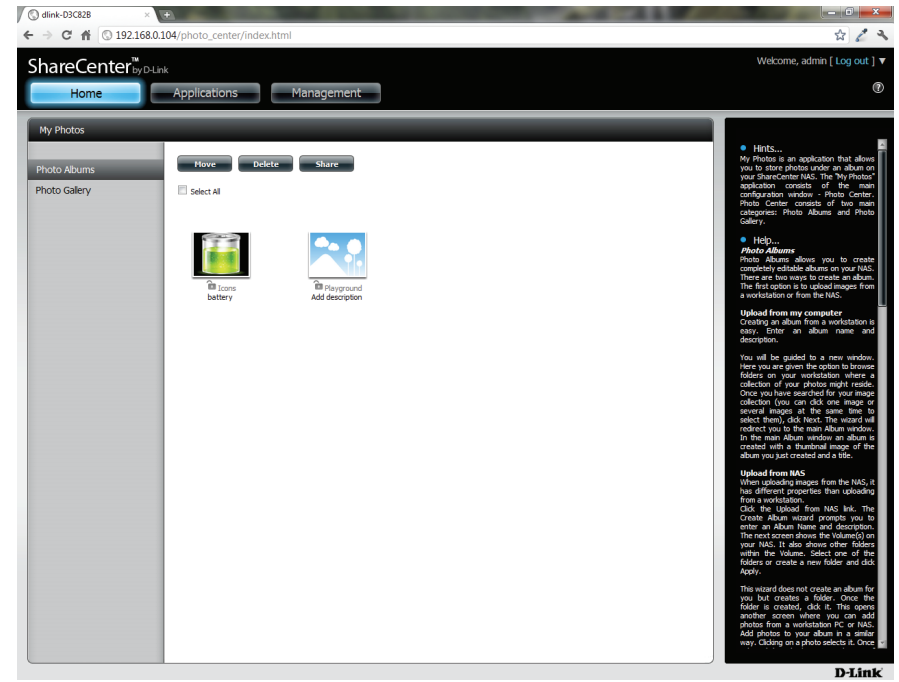 dlink-D3C82B
192.168.0.104/photo_center/index.html
ShareCenter™ by D-Link
Welcome, admin [ Log out ] ▼
Home Applications Management
My Photos
Photo Albums
Photo Gallery
Move Delete Share
Select All
Icons
battery
Playground
Add description
Hints...
My Photos is an application that allows
you to store photos under an album on
your ShareCenter NAS. The "My Photos"
application consists of the main
configuration window - Photo Center.
Photo Center consists of two main
categories: Photo Albums and Photo
Gallery.
Help...
Photo Albums
Photo Albums allows you to create
completely editable albums on your NAS.
There are two ways to create an album.
The first option is to upload images from
a workstation or from the NAS.
Upload from my computer
Creating an album from a workstation is
easy. Enter an album name and
description.
You will be guided to a new window.
Here you are given the option to browse
folders on your workstation where a
collection of your photos might reside.
Once you have searched for your image
collection (you can click one image or
several images at the same time to
select them), click Next. The wizard will
redirect you to the main Album window.
In the main Album window an album is
created with a thumbnail image of the
album you just created and a title.
Upload from NAS
When uploading images from the NAS, it
has different properties than uploading
from a workstation.
Click the Upload from NAS link. The
Create Album wizard prompts you to
enter an Album Name and description.
The next screen shows the Volume(s) on
your NAS. It also shows other folders
within the Volume. Select one of the
folders or create a new folder and click
Apply.
This wizard does not create an album for
you but creates a folder. Once the
folder is created, click it. This opens
another screen where you can add
photos from a workstation PC or NAS.
Add photos to your album in a similar
way. Clicking on a photo selects it. Once
D-Link